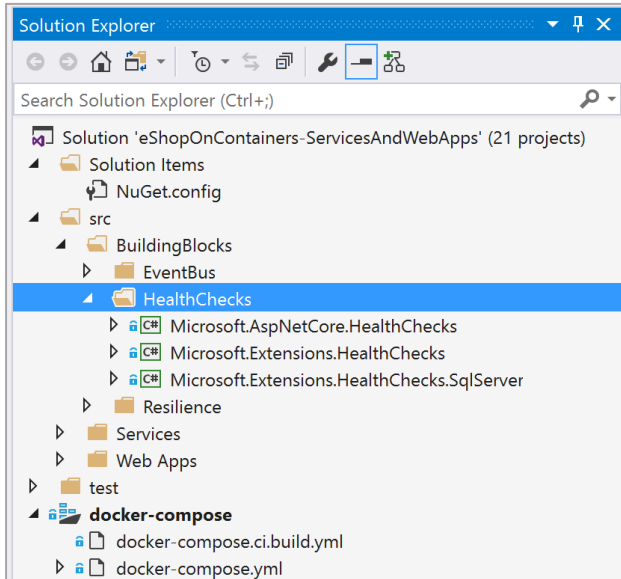 Solution Explorer
Search Solution Explorer (Ctrl+;)
Solution 'eShopOnContainers-ServicesAndWebApps' (21 projects)
Solution Items
NuGet.config
src
BuildingBlocks
EventBus
HealthChecks
C# Microsoft.AspNetCore.HealthChecks
C# Microsoft.Extensions.HealthChecks
C# Microsoft.Extensions.HealthChecks.SqlServer
Resilience
Services
Web Apps
test
docker-compose
docker-compose.ci.build.yml
docker-compose.yml